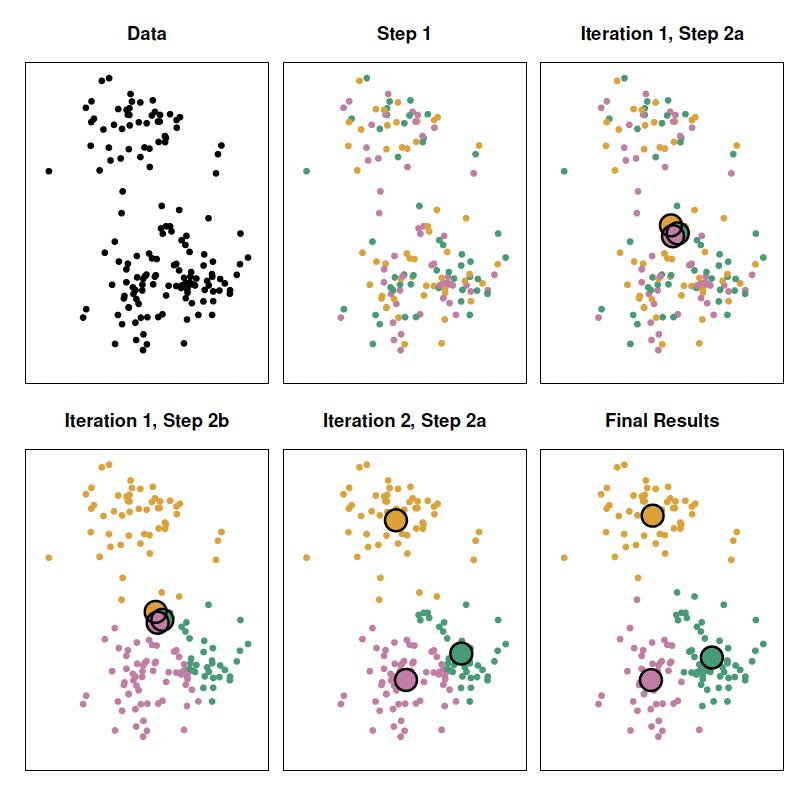 Data
Step 1
Iteration 1, Step 2a
Iteration 1, Step 2b
Iteration 2, Step 2a
Final Results